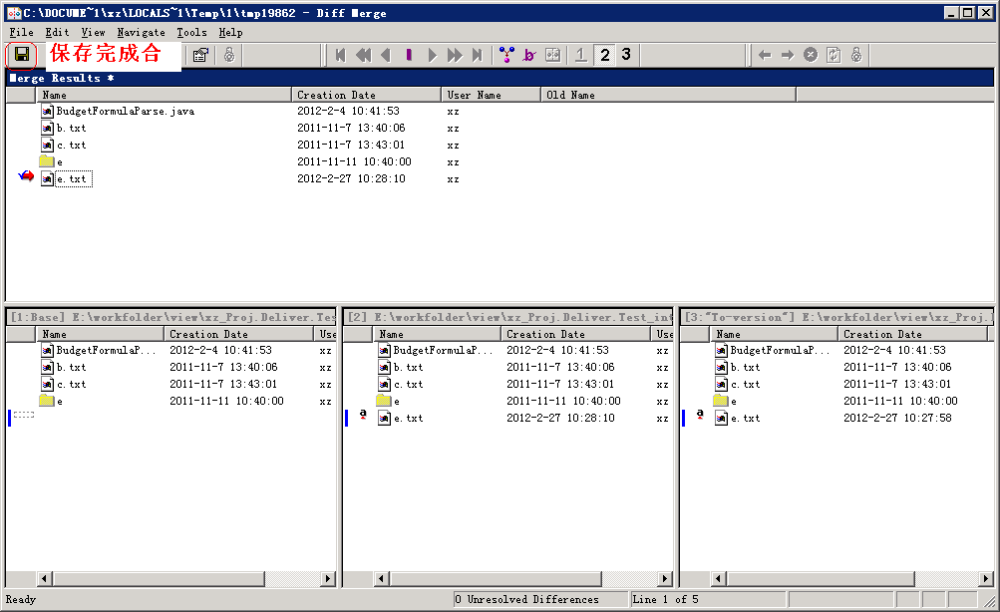 C:\DOCUME~1\xz\LOCALS~1\Temp\1\tmp19862 - Diff Merge
File Edit View Navigate Tools Help
保存完成合
1 2 3
Merge Results *
Name Creation Date User Name Old Name
BudgetFormulaParse.java 2012-2-4 10:41:53 xz
b.txt 2011-11-7 13:40:06 xz
c.txt 2011-11-7 13:43:01 xz
e 2011-11-11 10:40:00 xz
e.txt 2012-2-27 10:28:10 xz
[1:Base] E:\workfolder\view\xz_Proj.Deliver.Tes
Name Creation Date Use
BudgetFormulaP... 2012-2-4 10:41:53 xz
b.txt 2011-11-7 13:40:06 xz
c.txt 2011-11-7 13:43:01 xz
e 2011-11-11 10:40:00 xz
[2] E:\workfolder\view\xz_Proj.Deliver.Test_int
Name Creation Date Use
BudgetFormulaP... 2012-2-4 10:41:53 xz
b.txt 2011-11-7 13:40:06 xz
c.txt 2011-11-7 13:43:01 xz
e 2011-11-11 10:40:00 xz
a e.txt 2012-2-27 10:28:10 xz
[3:"To-version"] E:\workfolder\view\xz_Proj.
Name Creation Date
BudgetFormulaP... 2012-2-4 10:41:53
b.txt 2011-11-7 13:40:06
c.txt 2011-11-7 13:43:01
e 2011-11-11 10:40:00
a e.txt 2012-2-27 10:27:58
Ready 0 Unresolved Differences Line 1 of 5